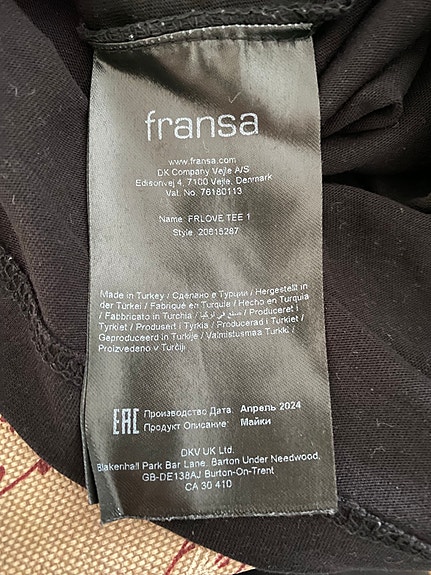 fransa
www.fransa.com
DK Company Vejle A/S
Edisonvej 4, 7100 Vejle, Denmark
Vat. No. 76180113
Name: FRLOVE TEE 1
Style: 20615287
Made in Turkey / Сделано в Турции / Hergestellt in
der Türkei / Fabriqué en Turquie / Hecho en Turquía
/ Fabbricato in Turchia / صنع في تركيا / Produceret i
Tyrkiet / Produsert i Tyrkia / Producerad i Turkiet /
Geproduceerd in Turkije / Valmistusmaa Turkki /
Proizvedeno v Turčiji
EAC Производство Дата: Апрель 2024
Продукт Описание: Майки
DKV UK Ltd.
Blakenhall Park Bar Lane, Barton Under Needwood,
GB-DE138AJ Burton-On-Trent
CA 30 410